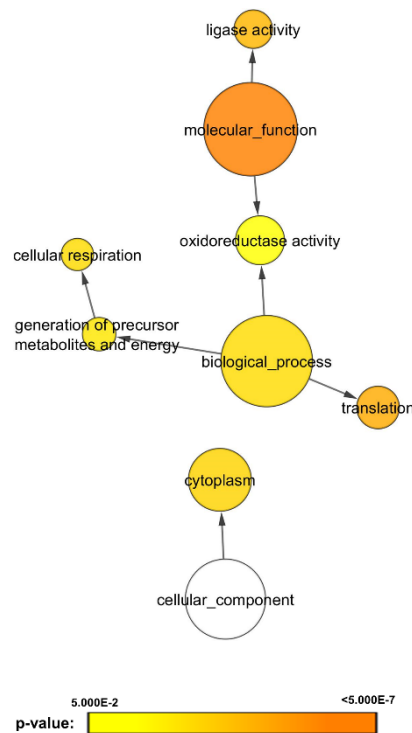 ligase activity
molecular_function
oxidoreductase activity
cellular respiration
generation of precursor
metabolites and energy
biological_process
translation
cytoplasm
cellular_component
5.000E-2
<5.000E-7
p-value: